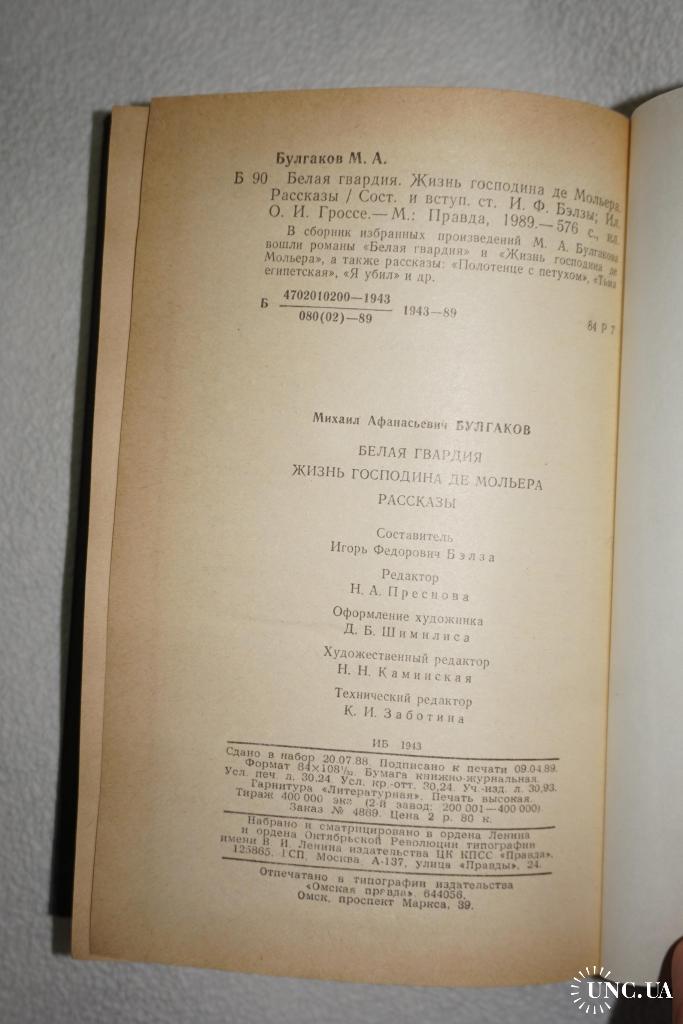 Булгаков М. А.
Б 90 Белая гвардия. Жизнь господина де Мольера.
Рассказы / Сост. и вступ. ст. И. Ф. Бэлзы; Ил.
О. И. Гроссе.— М.: Правда, 1989.— 576 с., ил.
В сборник избранных произведений М. А. Булгакова
вошли романы «Белая гвардия» и «Жизнь господина де
Мольера», а также рассказы: «Полотенце с петухом», «Тьма
египетская», «Я убил» и др.
Б 4702010200—1943
080(02)—89
1943—89
84 Р 7
Михаил Афанасьевич БУЛГАКОВ
БЕЛАЯ ГВАРДИЯ
ЖИЗНЬ ГОСПОДИНА ДЕ МОЛЬЕРА
РАССКАЗЫ
Составитель
Игорь Федорович Бэлза
Редактор
Н. А. Преснова
Оформление художника
Д. Б. Шимилиса
Художественный редактор
Н. Н. Каминская
Технический редактор
К. И. Заботина
ИБ 1943
Сдано в набор 20.07.88. Подписано к печати 09.04.89.
Формат 84×108¹/₃₂. Бумага книжно-журнальная.
Усл. печ. л. 30,24. Усл. кр.-отт. 30,24. Уч.-изд. л. 30,93.
Гарнитура «Литературная». Печать высокая.
Тираж 400 000 экз. (2-й завод: 200 001—400 000).
Заказ № 4869. Цена 2 р. 80 к.
Набрано и сматрицировано в ордена Ленина
и ордена Октябрьской Революции типографии
имени В. И. Ленина издательства ЦК КПСС «Правда».
125865. ГСП, Москва А-137, улица «Правды», 24.
Отпечатано в типографии издательства
«Омская правда». 644056,
Омск, проспект Маркса, 39.
UNC.UA